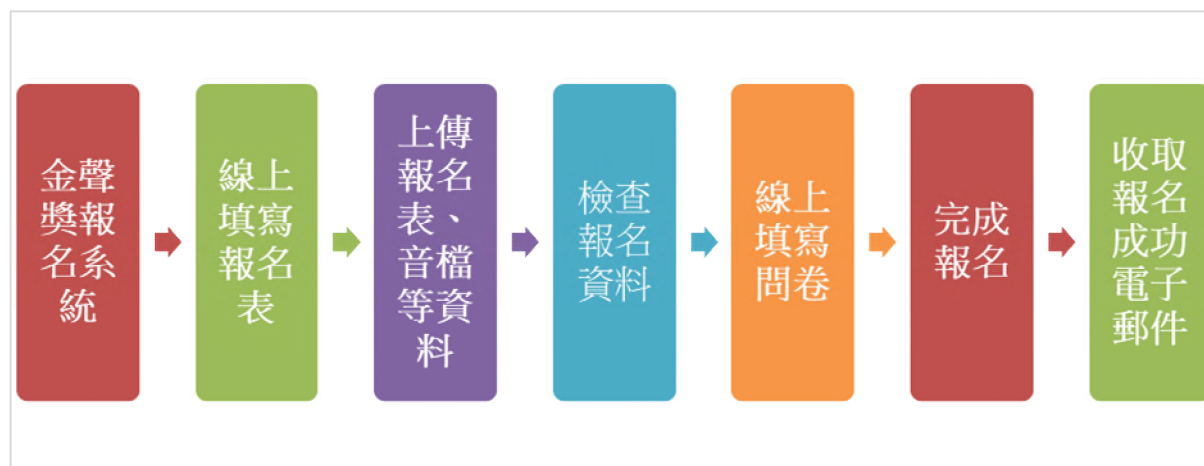 金聲
獎報
名系
統
線上
填寫
報名
表
上傳
報名
表、
音檔
等資
料
檢查
報名
資料
線上
填寫
問卷
完成
報名
收取
報名
成功
電子
郵件